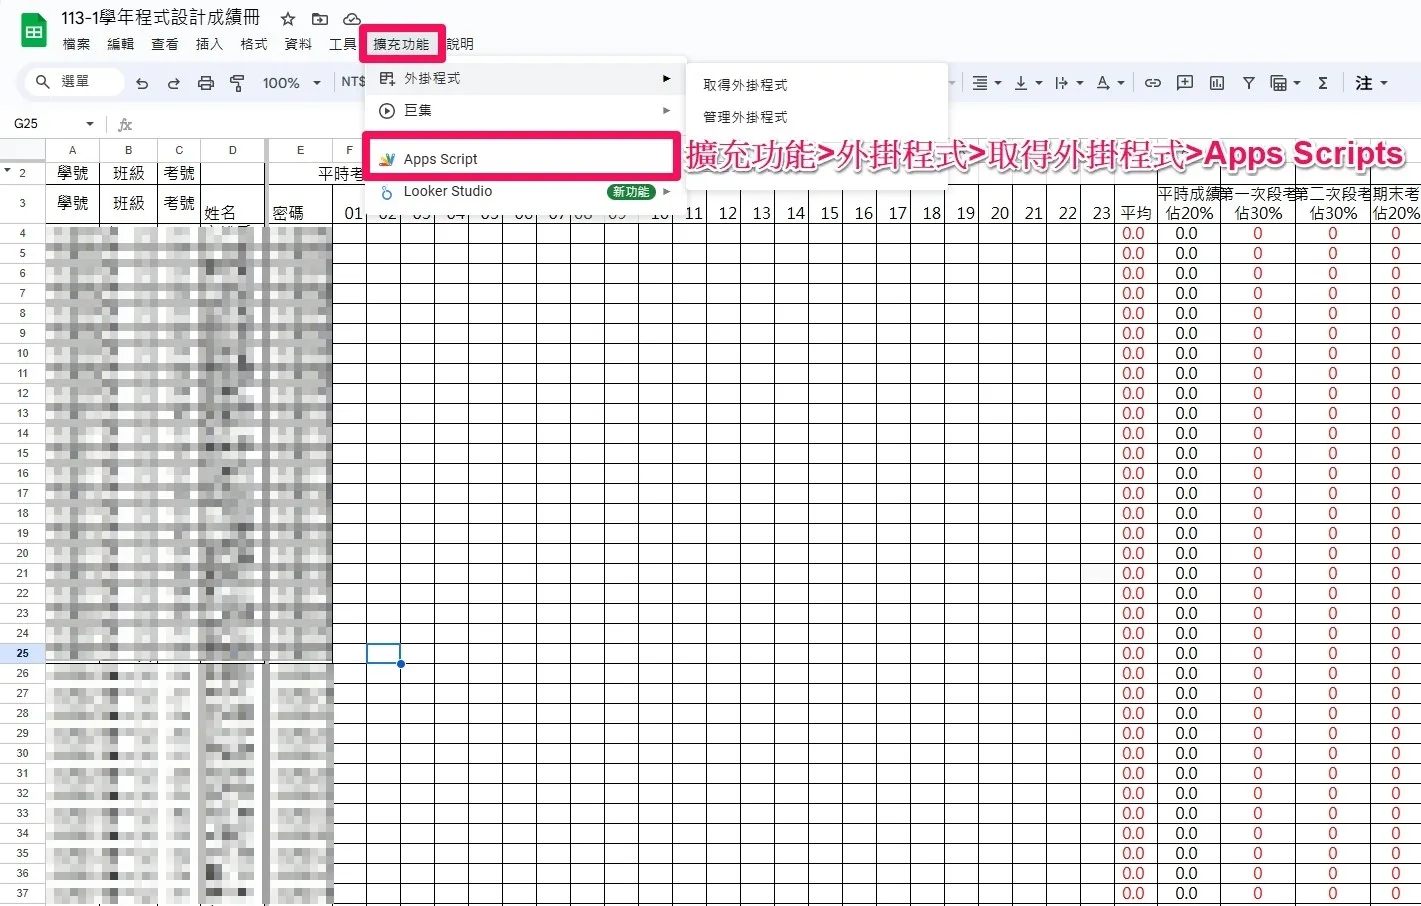 113-1學年程式設計成績冊
檔案 編輯 查看 插入 格式 資料 工具 擴充功能 說明
選單 100% NT$ 注
外掛程式
巨集
Apps Script
Looker Studio 新功能
取得外掛程式
管理外掛程式
擴充功能>外掛程式>取得外掛程式>Apps Scripts
G25 fx
A B C D E F
2 學號 班級 考號 平時考
3 學號 班級 考號 姓名 密碼 01 02 03 04 05 06 07 08 09 10 11 12 13 14 15 16 17 18 19 20 21 22 23 平均 平時成績佔20% 第一次段考佔30% 第二次段考佔30% 期末考佔20%
4 0.0 0.0 0 0 0
5 0.0 0.0 0 0 0
6 0.0 0.0 0 0 0
7 0.0 0.0 0 0 0
8 0.0 0.0 0 0 0
9 0.0 0.0 0 0 0
10 0.0 0.0 0 0 0
11 0.0 0.0 0 0 0
12 0.0 0.0 0 0 0
13 0.0 0.0 0 0 0
14 0.0 0.0 0 0 0
15 0.0 0.0 0 0 0
16 0.0 0.0 0 0 0
17 0.0 0.0 0 0 0
18 0.0 0.0 0 0 0
19 0.0 0.0 0 0 0
20 0.0 0.0 0 0 0
21 0.0 0.0 0 0 0
22 0.0 0.0 0 0 0
23 0.0 0.0 0 0 0
24 0.0 0.0 0 0 0
25 0.0 0.0 0 0 0
26 0.0 0.0 0 0 0
27 0.0 0.0 0 0 0
28 0.0 0.0 0 0 0
29 0.0 0.0 0 0 0
30 0.0 0.0 0 0 0
31 0.0 0.0 0 0 0
32 0.0 0.0 0 0 0
33 0.0 0.0 0 0 0
34 0.0 0.0 0 0 0
35 0.0 0.0 0 0 0
36 0.0 0.0 0 0 0
37 0.0 0.0 0 0 0